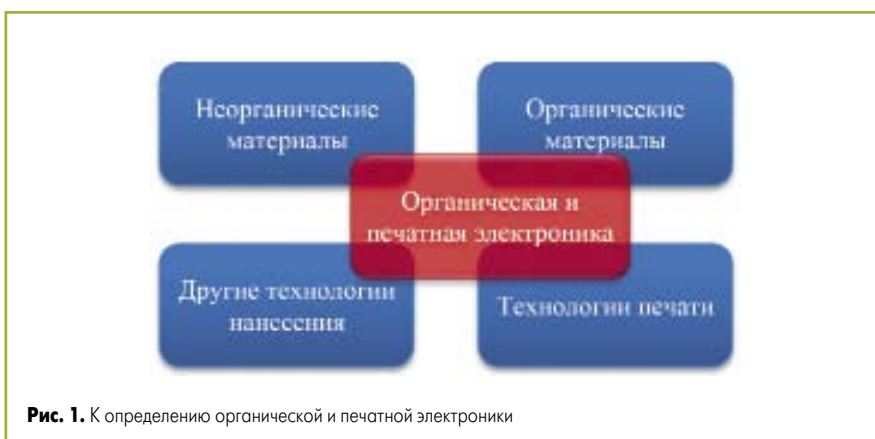 Неорганические
материалы
Органические
материалы
Органическая и
печатная электроника
Другие технологии
нанесения
Технологии печати
Рис. 1. К определению органической и печатной электроники